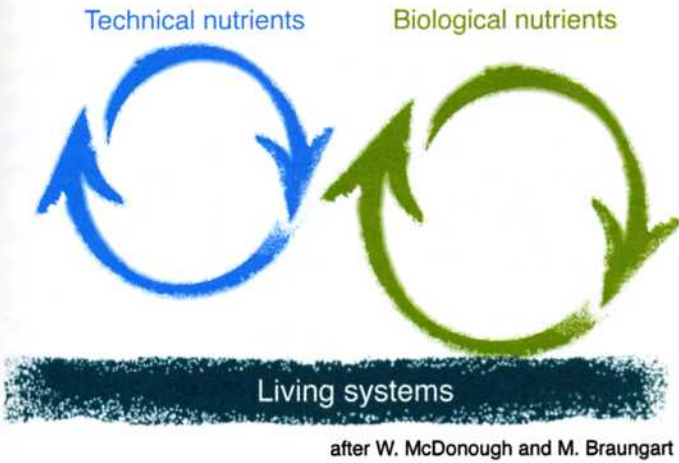 Technical nutrients
Biological nutrients
Living systems
after W. McDonough and M. Braungart